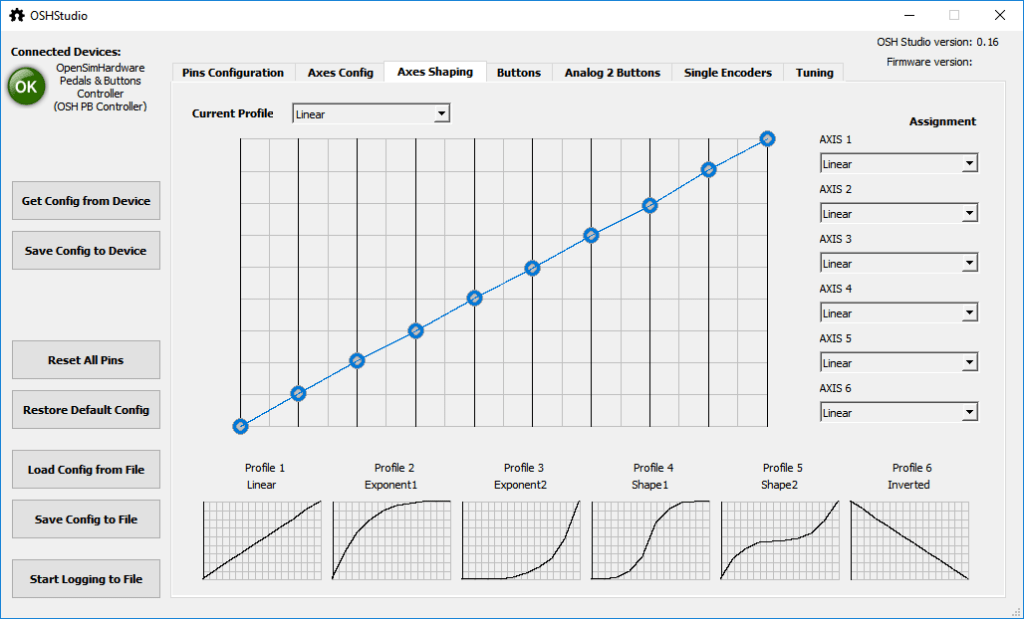 OSHStudio
Connected Devices:
OK
OpenSimHardware
Pedals & Buttons
Controller
(OSH PB Controller)
OSH Studio version: 0.16
Firmware version:
Pins Configuration
Axes Config
Axes Shaping
Buttons
Analog 2 Buttons
Single Encoders
Tuning
Get Config from Device
Save Config to Device
Reset All Pins
Restore Default Config
Load Config from File
Save Config to File
Start Logging to File
Current Profile
Linear
Assignment
AXIS 1
Linear
AXIS 2
Linear
AXIS 3
Linear
AXIS 4
Linear
AXIS 5
Linear
AXIS 6
Linear
Profile 1
Linear
Profile 2
Exponent1
Profile 3
Exponent2
Profile 4
Shape1
Profile 5
Shape2
Profile 6
Inverted